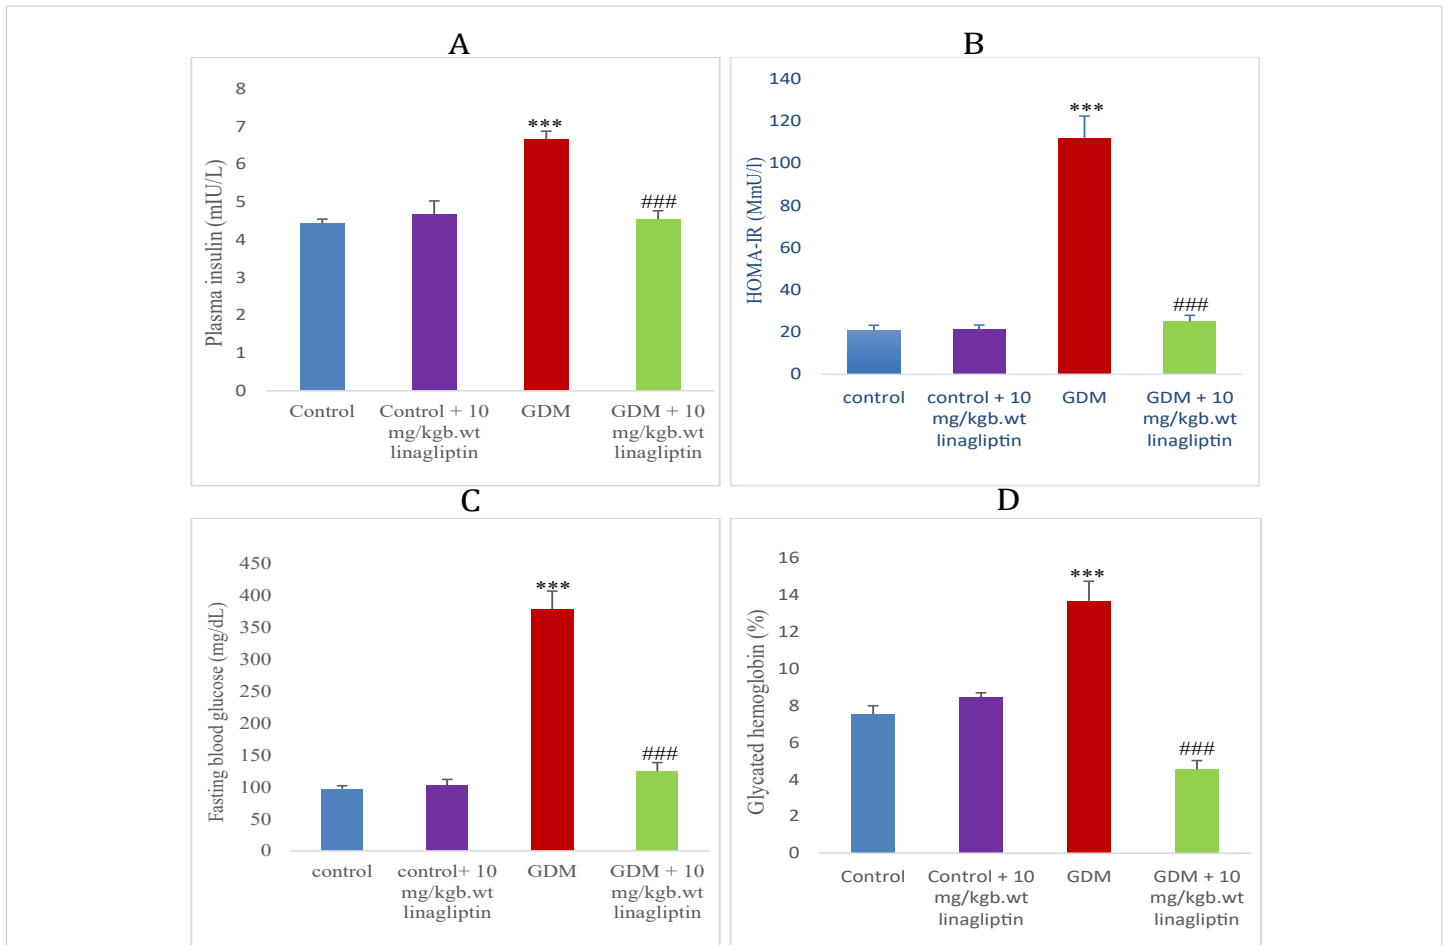 A
Plasma insulin (mIU/L)
8
7
6
5
4
3
2
1
0
***
###
Control
Control + 10
mg/kgb.wt
linagliptin
GDM
GDM + 10
mg/kgb.wt
linagliptin
B
HOMA-IR (MmU/l)
140
120
100
80
60
40
20
0
***
###
control
control + 10
mg/kgb.wt
linagliptin
GDM
GDM + 10
mg/kgb.wt
linagliptin
C
Fasting blood glucose (mg/dL)
450
400
350
300
250
200
150
100
50
0
***
###
control
control+ 10
mg/kgb.wt
linagliptin
GDM
GDM + 10
mg/kgb.wt
linagliptin
D
Glycated hemoglobin (%)
16
14
12
10
8
6
4
2
0
***
###
Control
Control + 10
mg/kgb.wt
linagliptin
GDM
GDM + 10
mg/kgb.wt
linagliptin